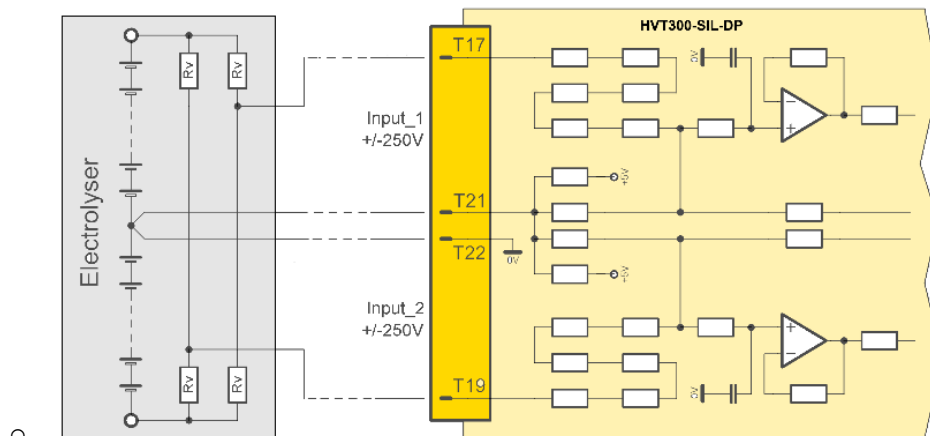 HVT300-SIL-DP
T17
Rv
Rv
0V
Input_1
+/-250V
+5V
T21
Electrolyser
T22
0V
+5V
Input_2
+/-250V
Rv
Rv
T19
0V